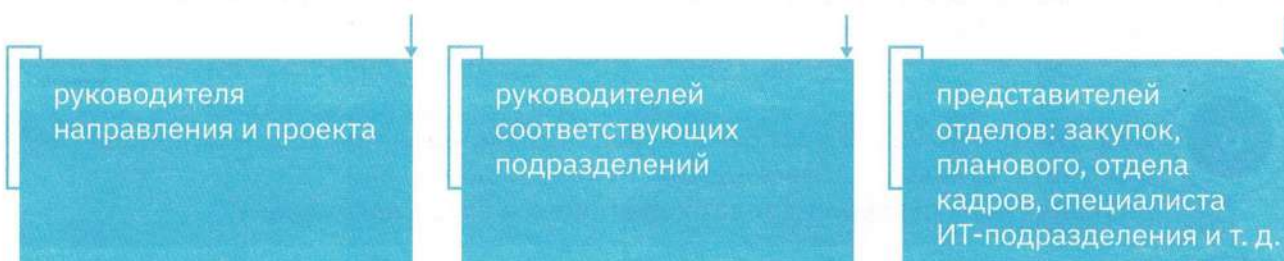 руководителя
направления и проекта
руководителей
соответствующих
подразделений
представителей
отделов: закупок,
планового, отдела
кадров, специалиста
ИТ-подразделения и т. д.